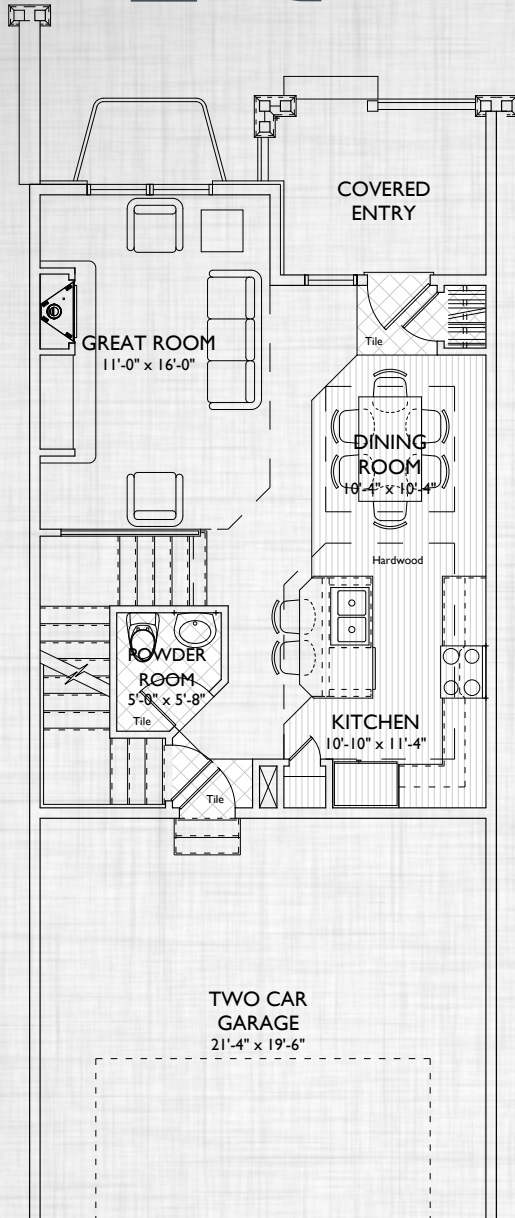 COVERED
ENTRY
Tile
GREAT ROOM
11'-0" x 16'-0"
DINING
ROOM
10'-4" x 10'-4"
Hardwood
POWDER
ROOM
5'-0" x 5'-8"
Tile
KITCHEN
10'-10" x 11'-4"
Tile
TWO CAR
GARAGE
21'-4" x 19'-6"